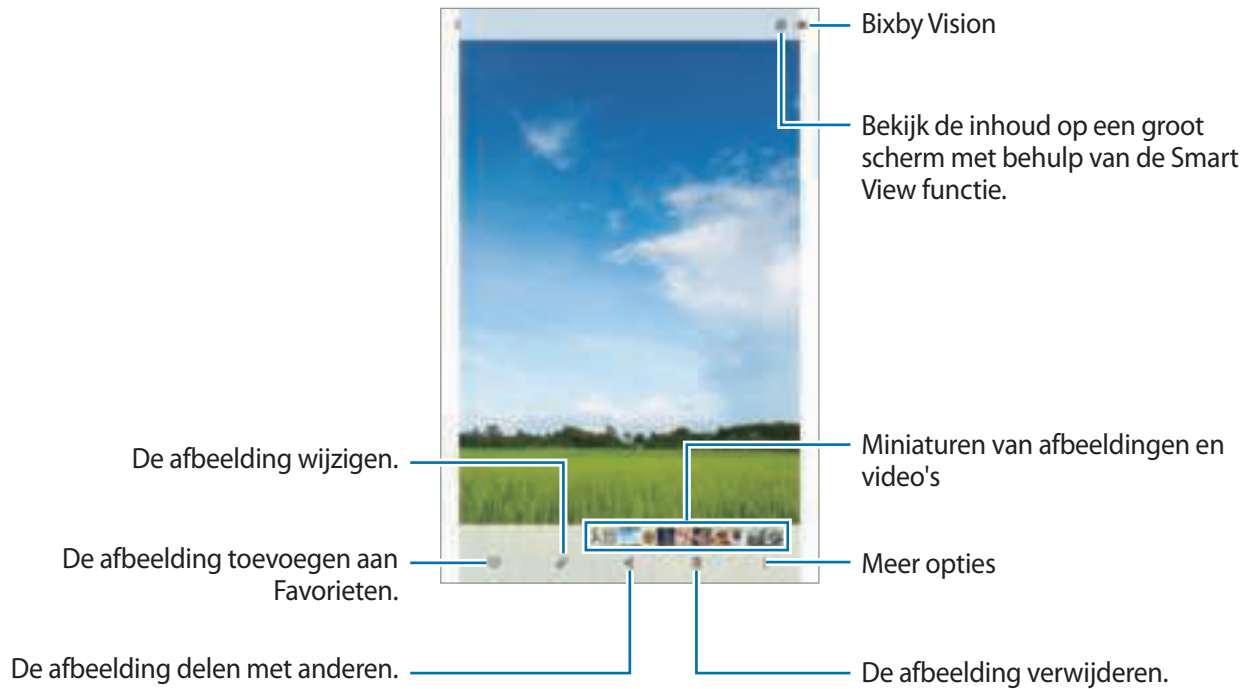 Bixby Vision
Bekijk de inhoud op een groot
scherm met behulp van de Smart
View functie.
De afbeelding wijzigen.
Miniaturen van afbeeldingen en
video's
De afbeelding toevoegen aan
Favorieten.
Meer opties
De afbeelding delen met anderen.
De afbeelding verwijderen.